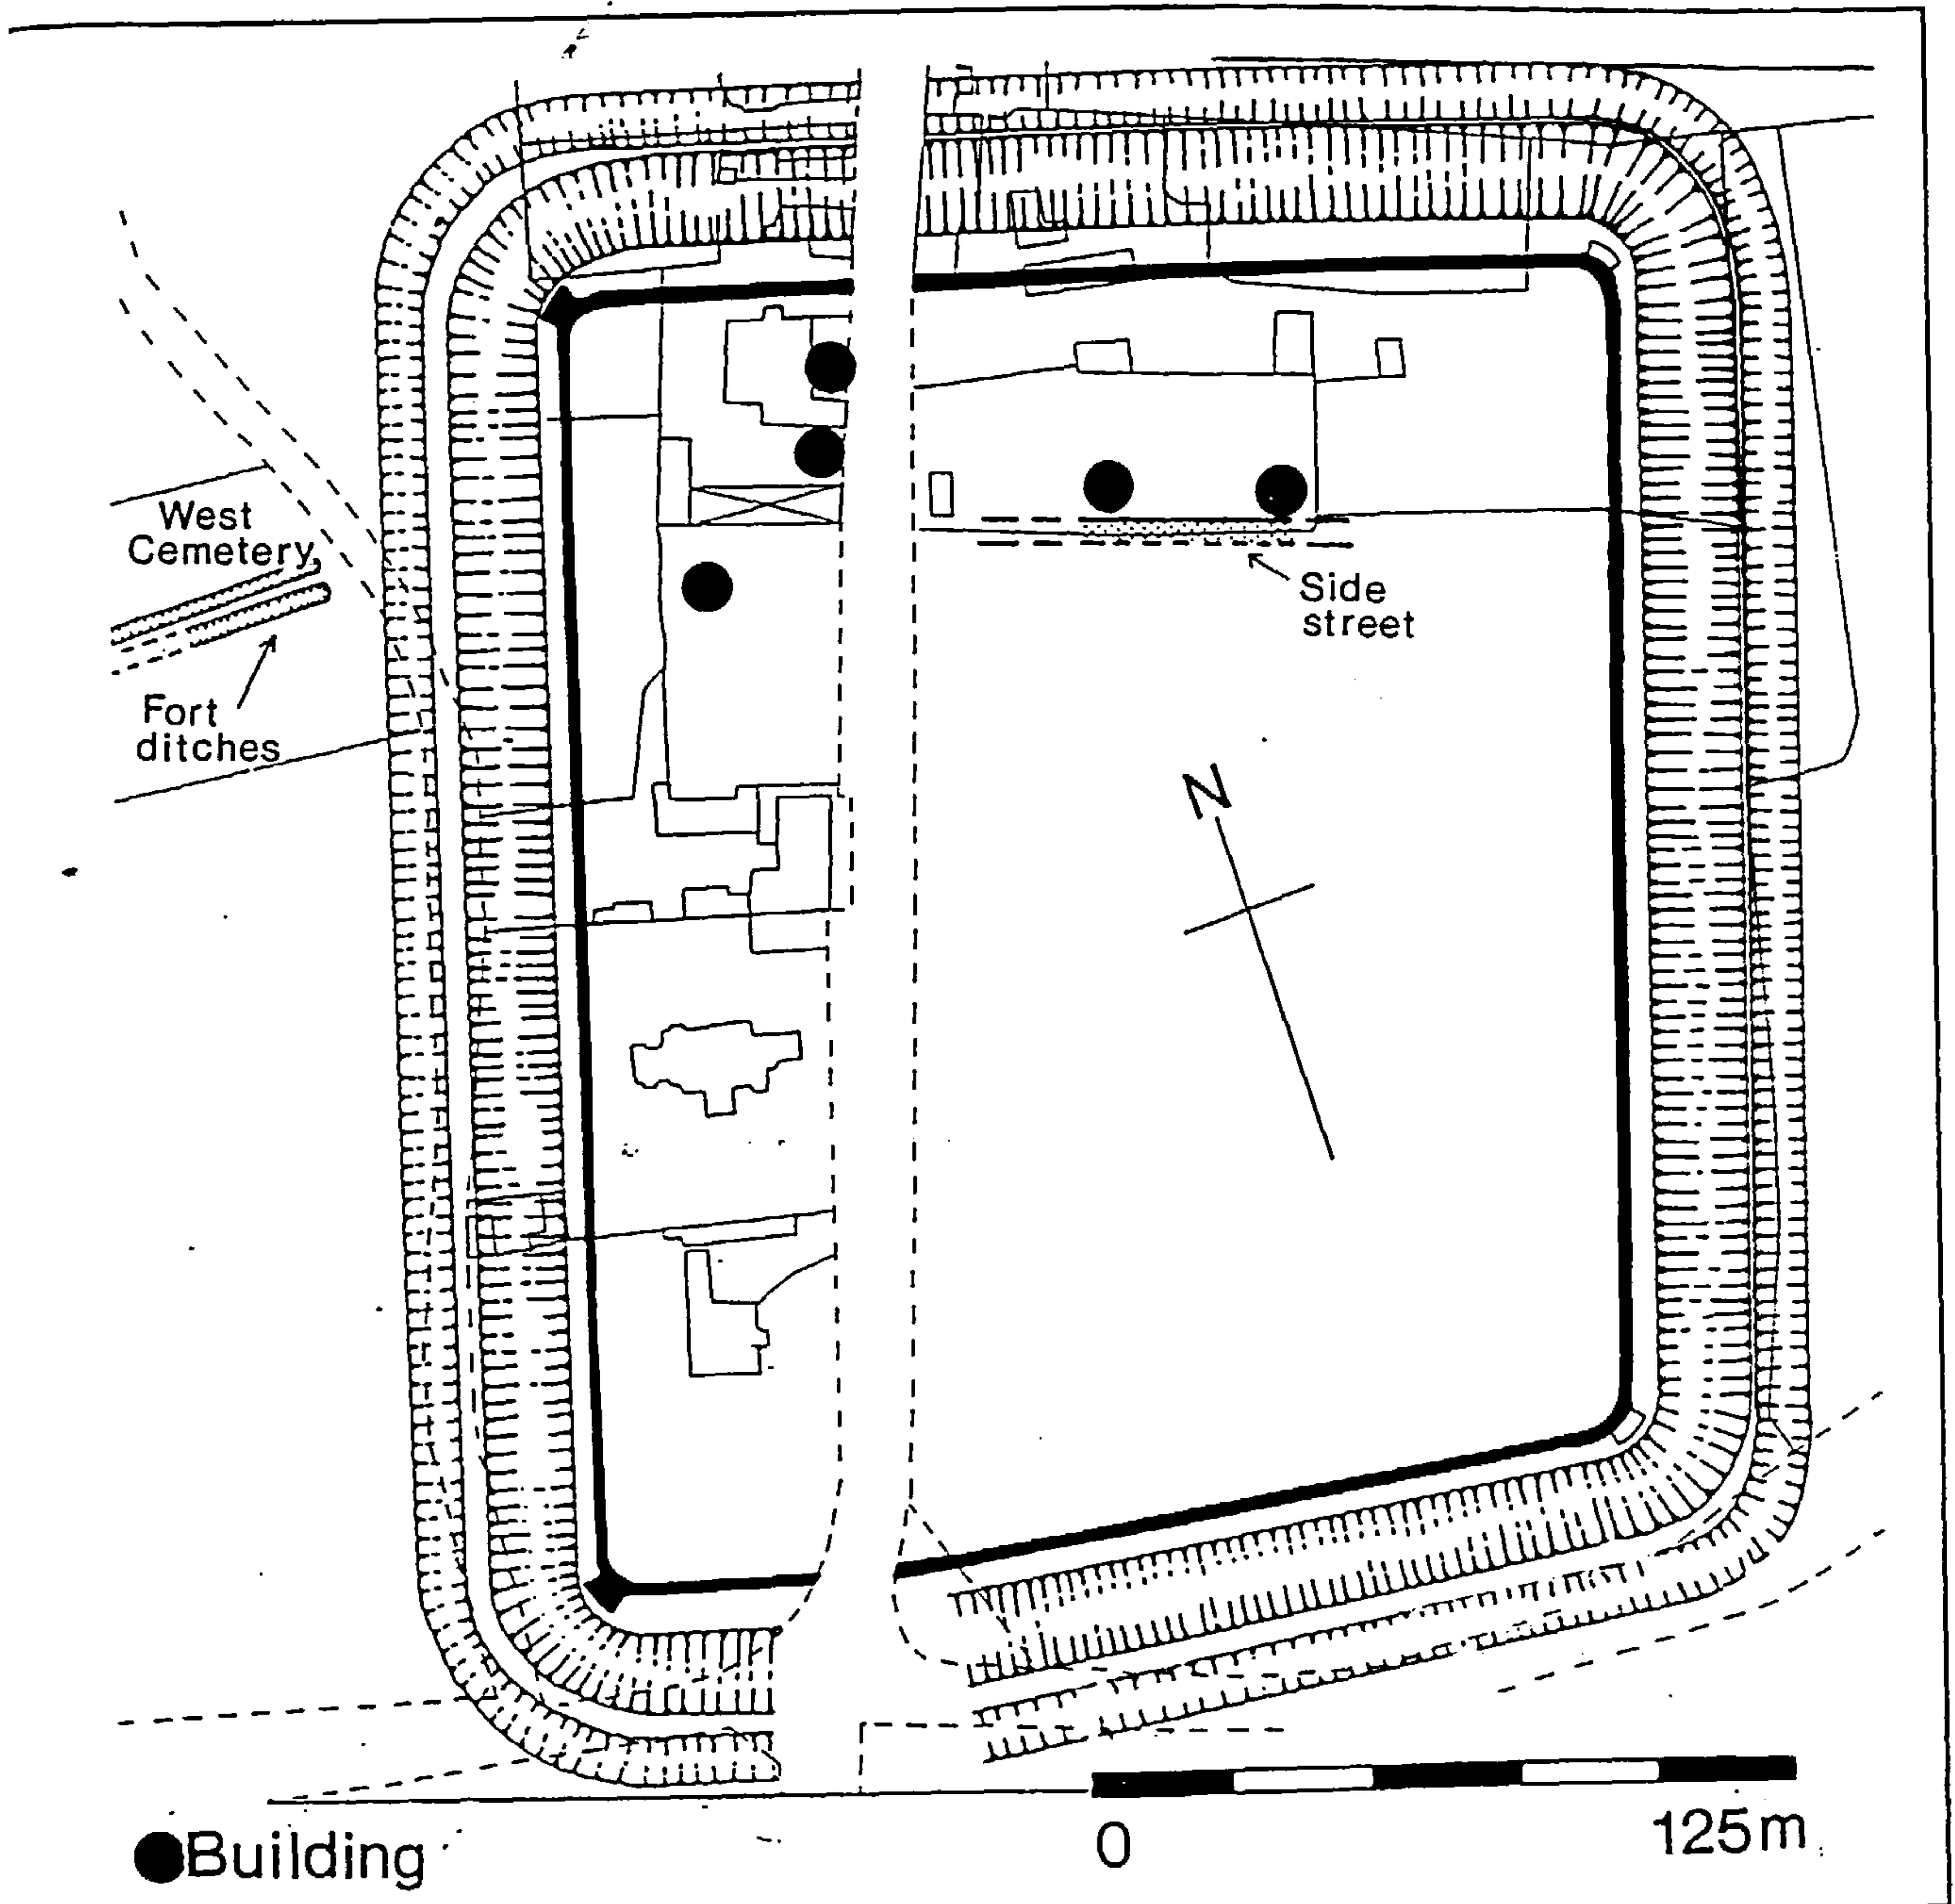 West
Cemetery
Fort
ditches
Side
street
N
Building
0
125m